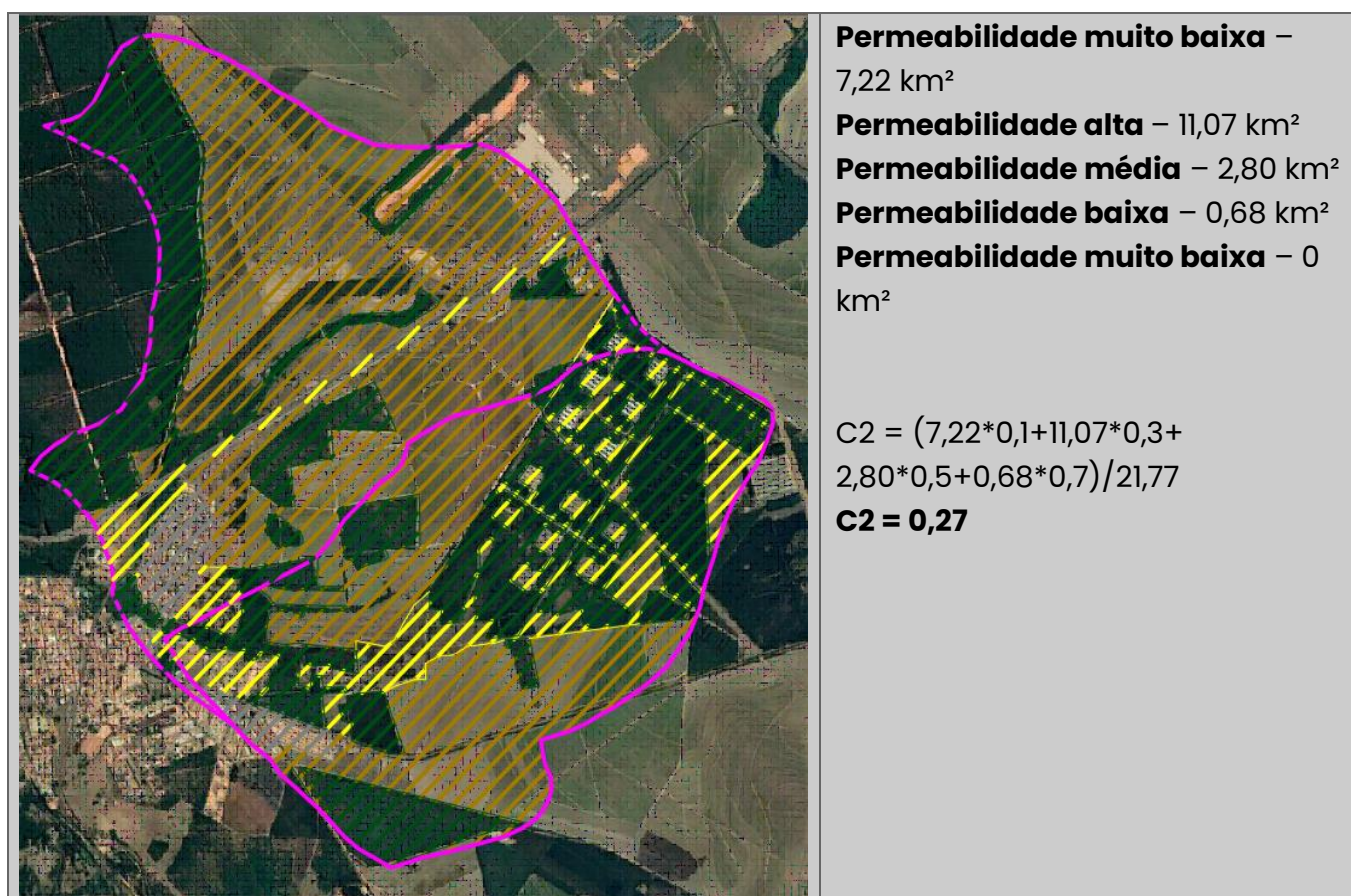 Permeabilidade muito baixa –
7,22 km²
Permeabilidade alta – 11,07 km²
Permeabilidade média – 2,80 km²
Permeabilidade baixa – 0,68 km²
Permeabilidade muito baixa – 0
km²
C2 = (7,22*0,1+11,07*0,3+
2,80*0,5+0,68*0,7)/21,77
C2 = 0,27